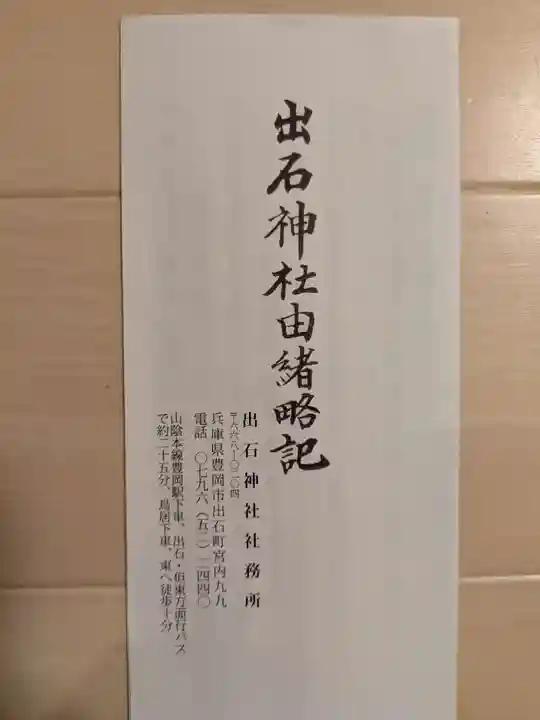 出石神社由緒略記
出石神社社務所
〒六六八ー〇二〇四
兵庫県豊岡市出石町宮内九九
電話 〇七九六(五二)二四四〇
山陰本線豊岡駅下車、出石・但東方面行バス
で約二十五分、鳥居下車、東へ徒歩十分